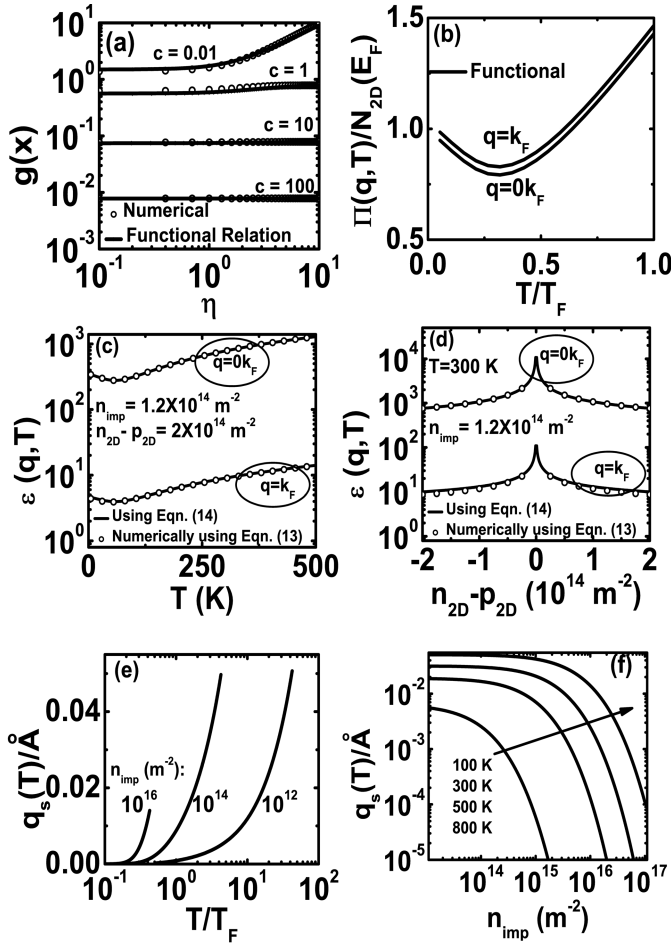 (a)
c = 0.01
c = 1
c = 10
c = 100
Numerical
Functional Relation
10^1
10^0
10^-1
10^-2
10^-3
g(x)
10^-1
10^0
10^1
η
(b)
Functional
q=k_F
q=0k_F
1.5
1.0
0.5
Π(q,T)/N_2D(E_F)
0.0
0.5
1.0
T/T_F
(c)
q=0k_F
n_imp = 1.2X10^14 m^-2
n_2D- p_2D = 2X10^14 m^-2
q=k_F
Using Eqn. (14)
Numerically using Eqn. (13)
10^3
10^2
10^1
10^0
ε (q,T)
0
250
500
T (K)
(d)
T=300 K
q=0k_F
n_imp = 1.2X10^14 m^-2
q=k_F
Using Eqn. (14)
Numerically using Eqn. (13)
10^4
10^3
10^2
10^1
10^0
ε (q,T)
-2
-1
0
1
2
n_2D-p_2D (10^14 m^-2)
(e)
n_imp (m^-2):
10^16
10^14
10^12
0.04
0.02
0.00
q_s(T)/Å
10^-1
10^0
10^1
10^2
T/T_F
(f)
100 K
300 K
500 K
800 K
10^-2
10^-3
10^-4
10^-5
q_s(T)/Å
10^14
10^15
10^16
10^17
n_imp (m^-2)